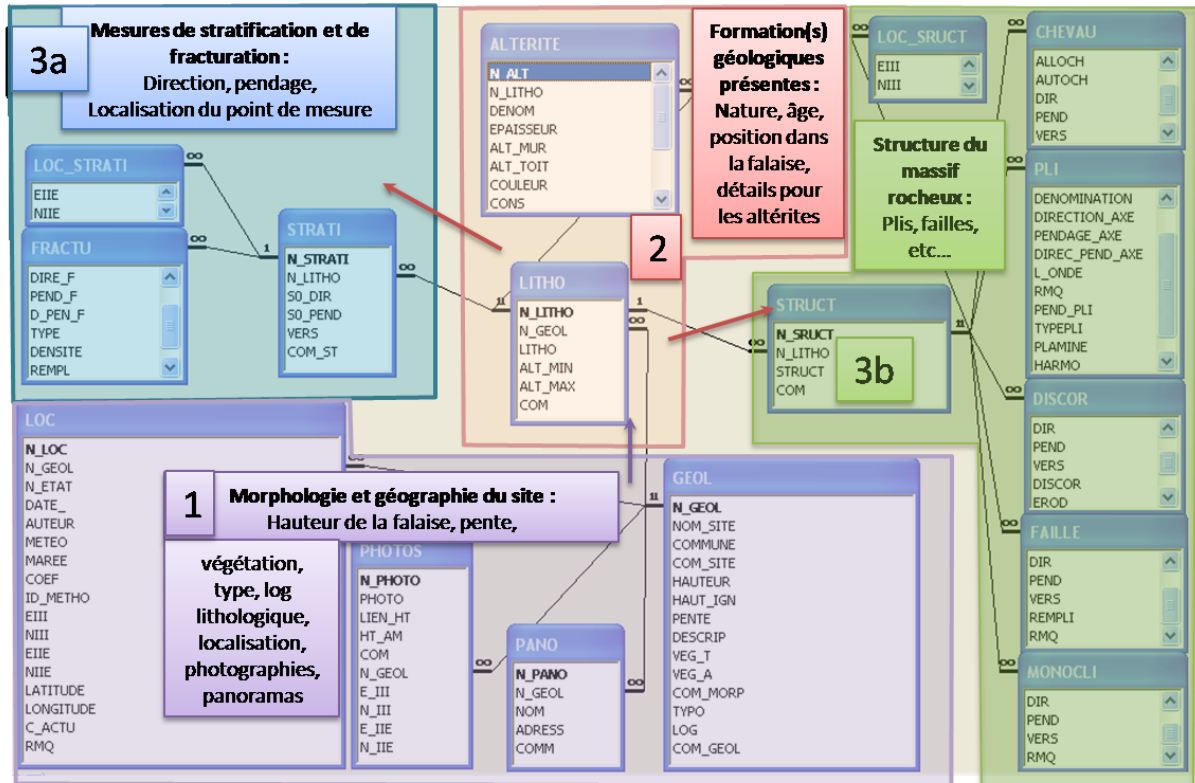 3a
Mesures de stratification et de
fracturation :
Direction, pendage,
Localisation du point de mesure
LOC_STRATI
EIIE
NIIE
FRACTU
DIRE_F
PEND_F
D_PEN_F
TYPE
DENSITE
REMPL
STRATI
N_STRATI
N_LITHO
S0_DIR
S0_PEND
VERS
COM_ST
∞
∞
1
∞
ALTERITE
N_ALT
N_LITHO
DENOM
EPAISSEUR
ALT_MUR
ALT_TOIT
COULEUR
CONS
∞
Formation(s)
géologiques
présentes :
Nature, âge,
position dans
la falaise,
détails pour
les altérites
2
LITHO
N_LITHO
N_GEOL
LITHO
ALT_MIN
ALT_MAX
COM
11
1
∞
LOC_SRUCT
EIII
NIII
∞
Structure du
massif
rocheux :
Plis, failles,
etc...
STRUCT
N_SRUCT
N_LITHO
STRUCT
COM
3b
∞
11
CHEVAU
ALLOCH
AUTOCH
DIR
PEND
VERS
∞
PLI
DENOMINATION
DIRECTION_AXE
PENDAGE_AXE
DIREC_PEND_AXE
L_ONDE
RMQ
PEND_PLI
TYPEPLI
PLAMINE
HARMO
∞
DISCOR
DIR
PEND
VERS
DISCOR
EROD
∞
FAILLE
DIR
PEND
VERS
REMPLI
RMQ
∞
MONOCLI
DIR
PEND
VERS
RMQ
∞
LOC
N_LOC
N_GEOL
N_ETAT
DATE_
AUTEUR
METEO
MAREE
COEF
ID_METHO
EIII
NIII
EIIE
NIIE
LATITUDE
LONGITUDE
C_ACTU
RMQ
∞
1
Morphologie et géographie du site :
Hauteur de la falaise, pente,
végétation,
type, log
lithologique,
localisation,
photographies,
panoramas
PHOTOS
N_PHOTO
PHOTO
LIEN_HT
HT_AM
COM
N_GEOL
E_III
N_III
E_IIE
N_IIE
∞
PANO
N_PANO
N_GEOL
NOM
ADRESS
COMM
∞
11
GEOL
N_GEOL
NOM_SITE
COMMUNE
COM_SITE
HAUTEUR
HAUT_IGN
PENTE
DESCRIP
VEG_T
VEG_A
COM_MORP
TYPO
LOG
COM_GEOL